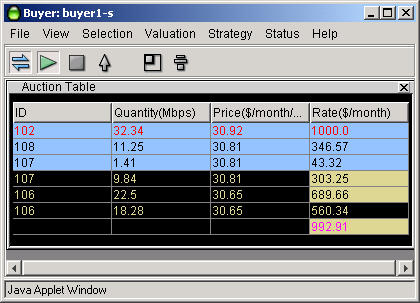 Buyer: buyer1-s
File View Selection Valuation Strategy Status Help
Auction Table
ID Quantity(Mbps) Price($/month/... Rate($/month)
102 32.34 30.92 1000.0
108 11.25 30.81 346.57
107 1.41 30.81 43.32
107 9.84 30.81 303.25
106 22.5 30.65 689.66
106 18.28 30.65 560.34
992.91
Java Applet Window